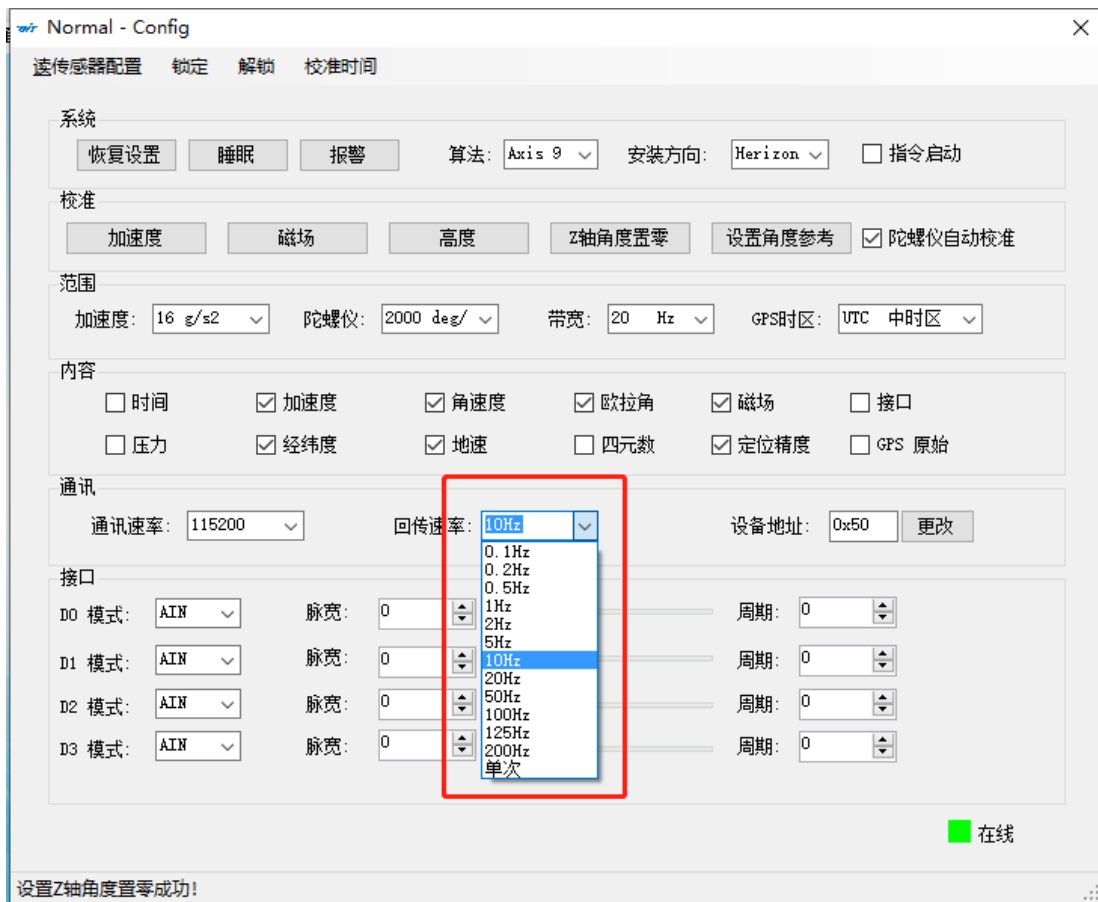 Normal - Config
读传感器配置 锁定 解锁 校准时间
系统
恢复设置 睡眠 报警 算法: Axis 9 安装方向: Herizon 指令启动
校准
加速度 磁场 高度 Z轴角度置零 设置角度参考 陀螺仪自动校准
范围
加速度: 16 g/s2 陀螺仪: 2000 deg/ 带宽: 20 Hz GPS时区: UTC 中时区
内容
时间 加速度 角速度 欧拉角 磁场 接口
压力 经纬度 地速 四元数 定位精度 GPS 原始
通讯
通讯速率: 115200 回传速率: 10Hz 设备地址: 0x50 更改
0.1Hz
0.2Hz
0.5Hz
1Hz
2Hz
5Hz
10Hz
20Hz
50Hz
100Hz
125Hz
200Hz
单次
接口
D0 模式: AIN 脉宽: 0 周期: 0
D1 模式: AIN 脉宽: 0 周期: 0
D2 模式: AIN 脉宽: 0 周期: 0
D3 模式: AIN 脉宽: 0 周期: 0
在线
设置Z轴角度置零成功!